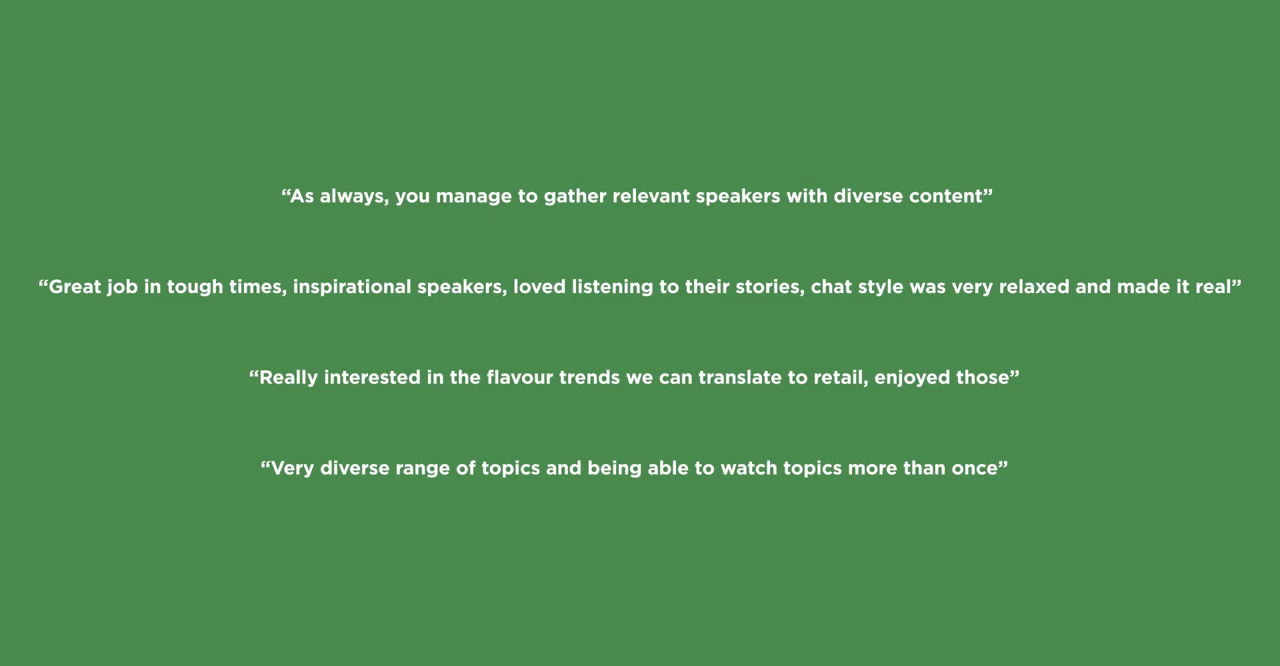 “As always, you manage to gather relevant speakers with diverse content”
“Great job in tough times, inspirational speakers, loved listening to their stories, chat style was very relaxed and made it real”
“Really interested in the flavour trends we can translate to retail, enjoyed those”
“Very diverse range of topics and being able to watch topics more than once”